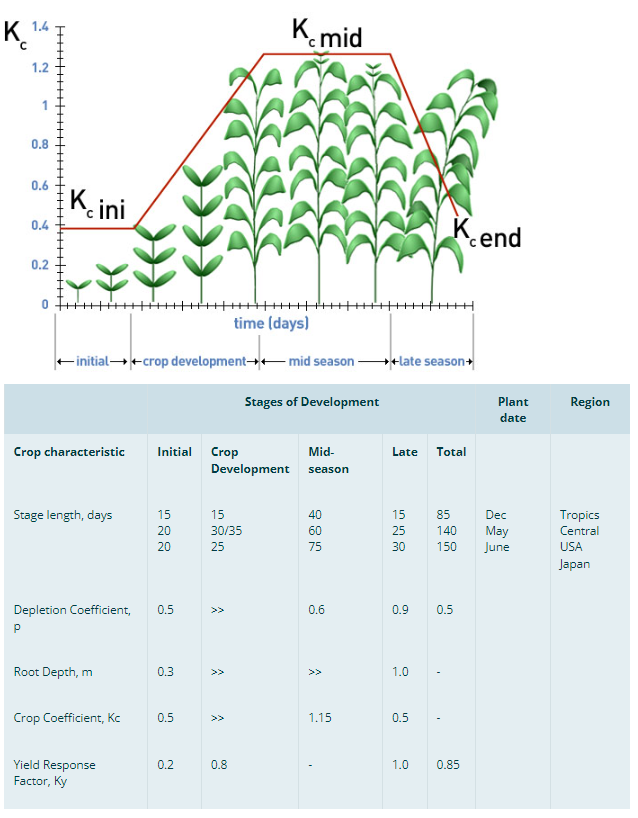 Kc
1.4
1.2
1
0.8
0.6
0.4
0.2
0
Kc ini
Kc mid
Kc end
time (days)
initial
crop development
mid season
late season
Stages of Development Plant date Region
Crop characteristic Initial Crop Development Mid-season Late Total
Stage length, days 15 15 40 15 85 Dec Tropics
20 30/35 60 25 140 May Central
20 25 75 30 150 June USA
Japan
Depletion Coefficient, p 0.5 >> 0.6 0.9 0.5
Root Depth, m 0.3 >> >> 1.0 -
Crop Coefficient, Kc 0.5 >> 1.15 0.5 -
Yield Response Factor, Ky 0.2 0.8 - 1.0 0.85